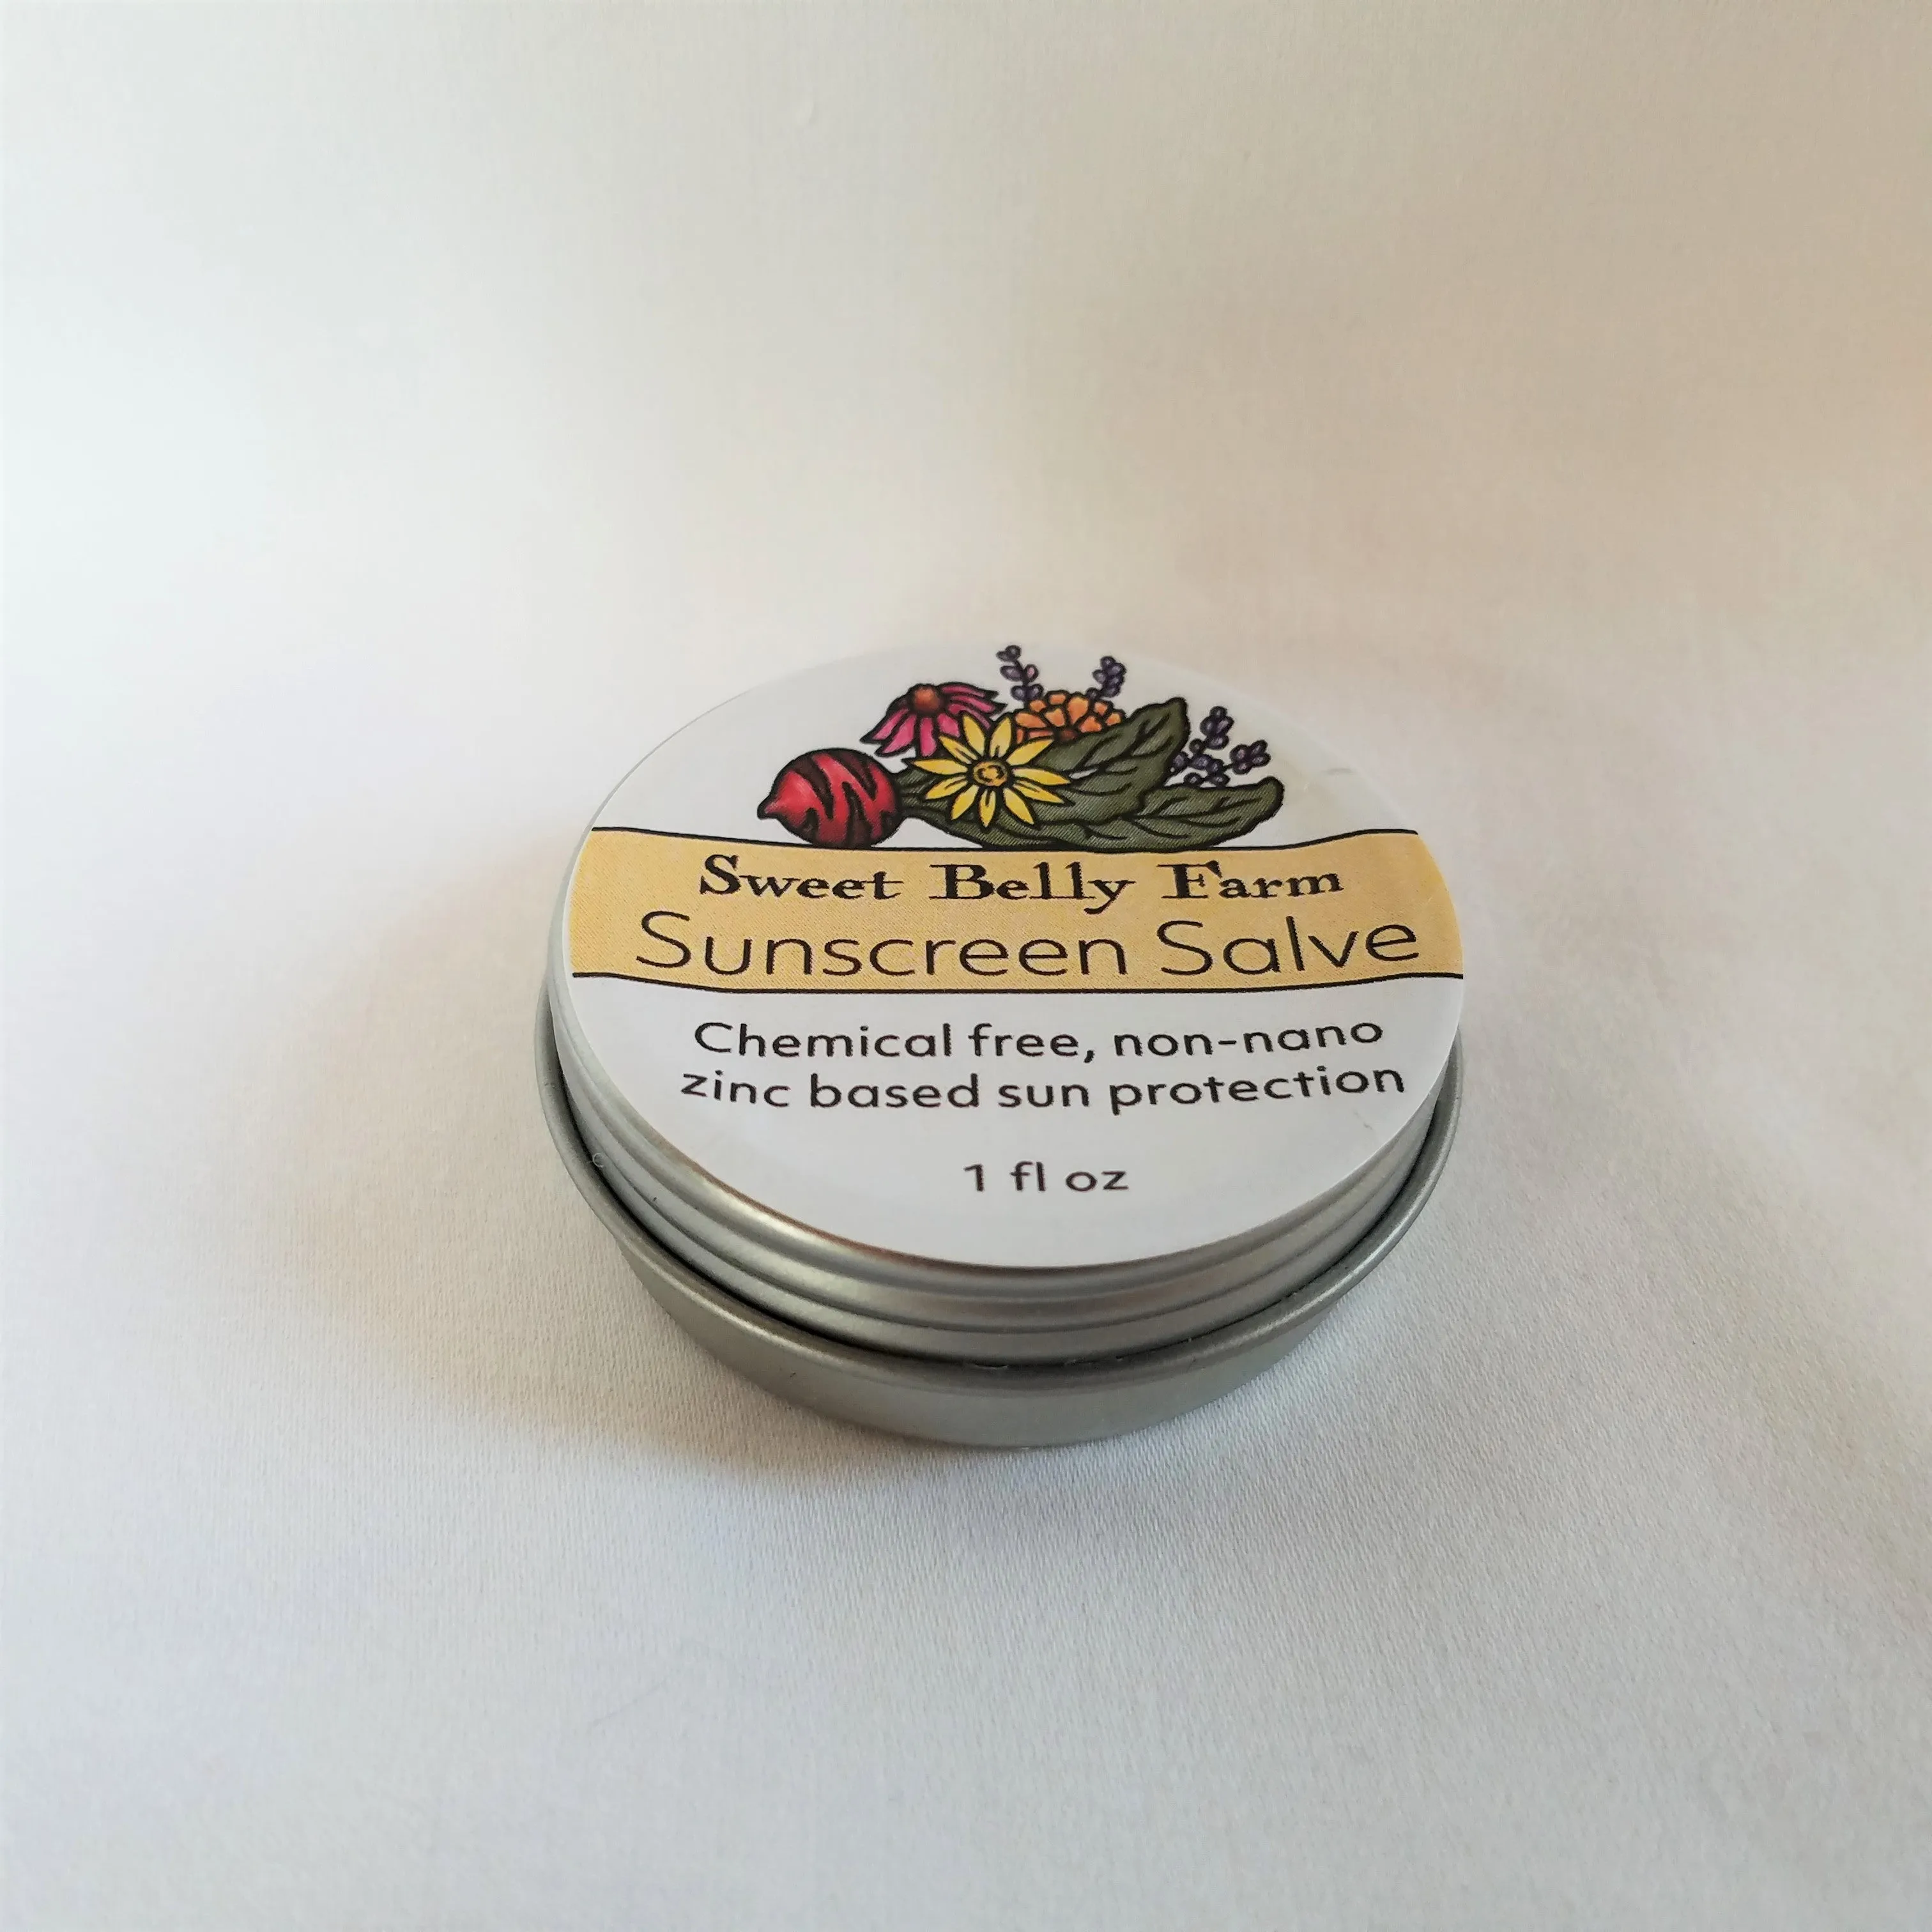 Sweet Belly Farm
Sunscreen Salve
Chemical free, non-nano
zinc based sun protection
1 fl oz